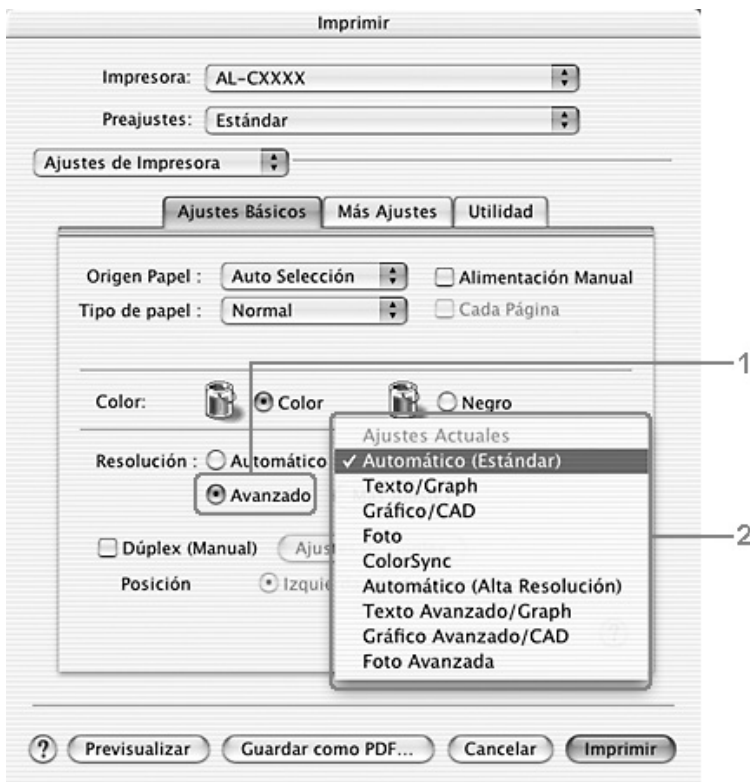 Imprimir
Impresora: AL-CXXXX
Preajustes: Estándar
Ajustes de Impresora
Ajustes Básicos Más Ajustes Utilidad
Origen Papel : Auto Selección Alimentación Manual
Tipo de papel : Normal Cada Página
1
Color: Color Negro
Resolución : Automático
Avanzado
Ajustes Actuales
✓ Automático (Estándar)
Texto/Graph
Gráfico/CAD
Foto
ColorSync
Automático (Alta Resolución)
Texto Avanzado/Graph
Gráfico Avanzado/CAD
Foto Avanzada
2
Dúplex (Manual) Ajus
Posición Izquie
? Previsualizar Guardar como PDF... Cancelar Imprimir